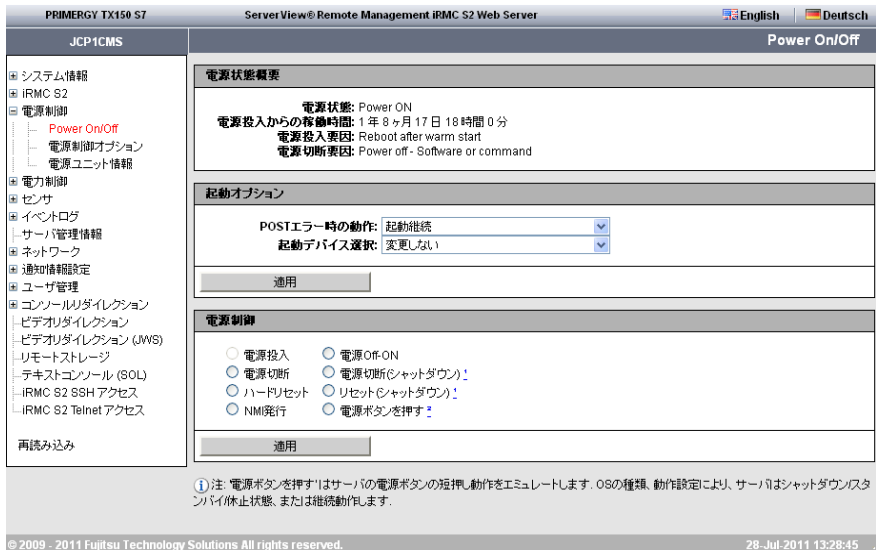 PRIMERGY TX150 S7
ServerView® Remote Management iRMC S2 Web Server
English
Deutsch
JCP1CMS
Power On/Off
システム情報
iRMC S2
電源制御
Power On/Off
電源制御オプション
電源ユニット情報
電力制御
センサ
イベントログ
サーバ管理情報
ネットワーク
通知情報設定
ユーザ管理
コンソールリダイレクション
ビデオリダイレクション
ビデオリダイレクション (JWS)
リモートストレージ
テキストコンソール (SOL)
iRMC S2 SSH アクセス
iRMC S2 Telnet アクセス
再読み込み
電源状態概要
電源状態: Power ON
電源投入からの稼働時間: 1 年 8 ヶ月 17 日 18 時間 0 分
電源投入要因: Reboot after warm start
電源切断要因: Power off - Software or command
起動オプション
POSTエラー時の動作: 起動継続
起動デバイス選択: 変更しない
適用
電源制御
電源投入 電源Off-ON
電源切断 電源切断(シャットダウン) 1
ハードリセット リセット(シャットダウン) 1
NMI発行 電源ボタンを押す 2
適用
注: '電源ボタンを押す'はサーバの電源ボタンの短押し動作をエミュレートします. OSの種類、動作設定により、サーバはシャットダウン/スタ
ンバイ/休止状態、または継続動作します.
© 2009 - 2011 Fujitsu Technology Solutions All rights reserved.
28-Jul-2011 13:28:45